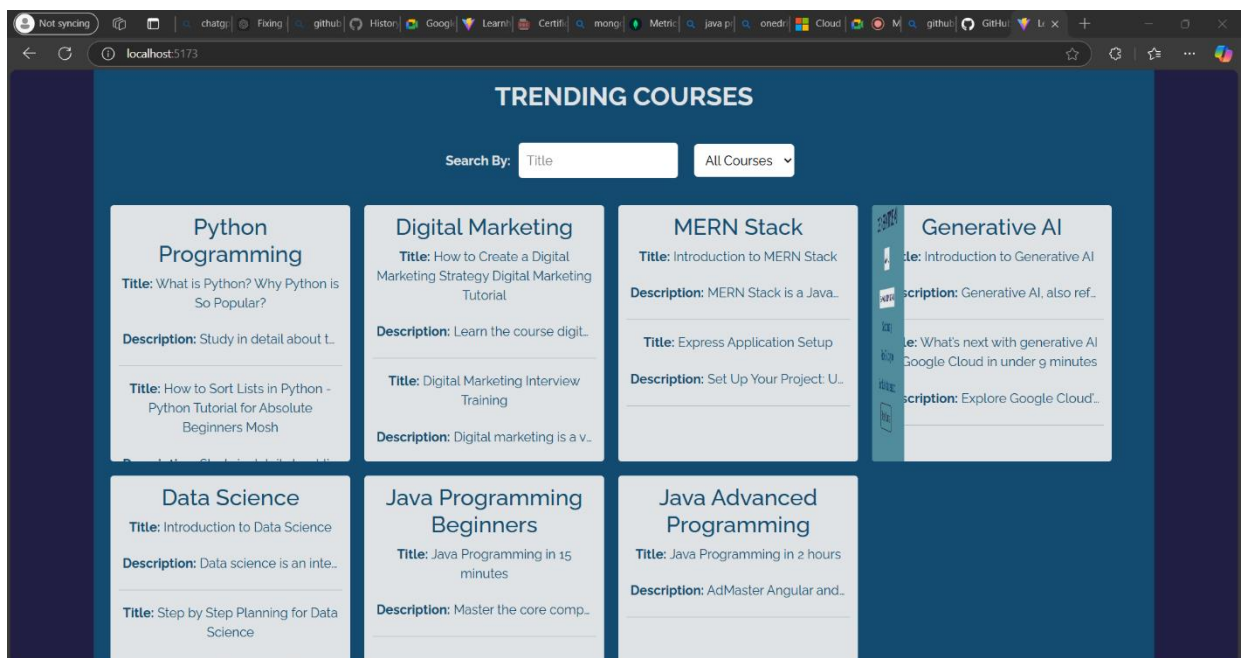 Not syncing
chatgp
Fixing
github
Histor
Googl
Learnh
Certifi
mong
Metric
java p
onedr
Cloud
M
github
GitHu
Le
localhost:5173
TRENDING COURSES
Search By:
Title
All Courses
Python
Programming
Title: What is Python? Why Python is
So Popular?
Description: Study in detail about t...
Title: How to Sort Lists in Python -
Python Tutorial for Absolute
Beginners Mosh
Digital Marketing
Title: How to Create a Digital
Marketing Strategy Digital Marketing
Tutorial
Description: Learn the course digit...
Title: Digital Marketing Interview
Training
Description: Digital marketing is a v...
MERN Stack
Title: Introduction to MERN Stack
Description: MERN Stack is a Java...
Title: Express Application Setup
Description: Set Up Your Project: U...
Generative AI
tle: Introduction to Generative AI
scription: Generative AI, also ref...
le: What's next with generative AI
Google Cloud in under 9 minutes
scription: Explore Google Cloud'...
Data Science
Title: Introduction to Data Science
Description: Data science is an inte...
Title: Step by Step Planning for Data
Science
Java Programming
Beginners
Title: Java Programming in 15
minutes
Description: Master the core comp...
Java Advanced
Programming
Title: Java Programming in 2 hours
Description: AdMaster Angular and...